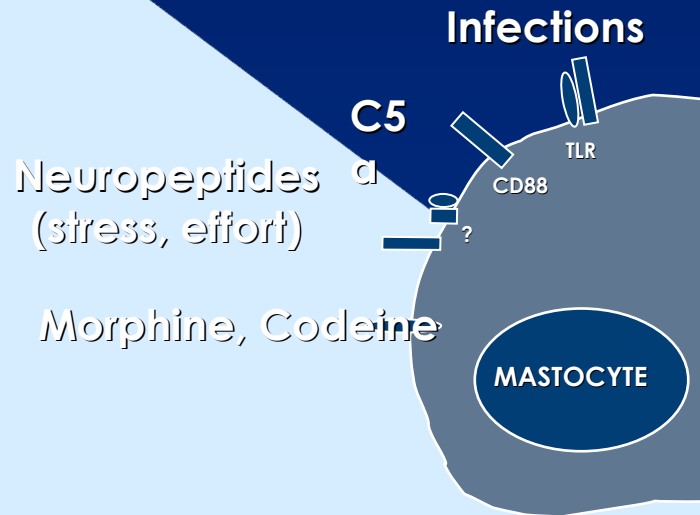 Infections
C5
a
TLR
CD88
Neuropeptides
(stress, effort)
?
Morphine, Codeine
MASTOCYTE